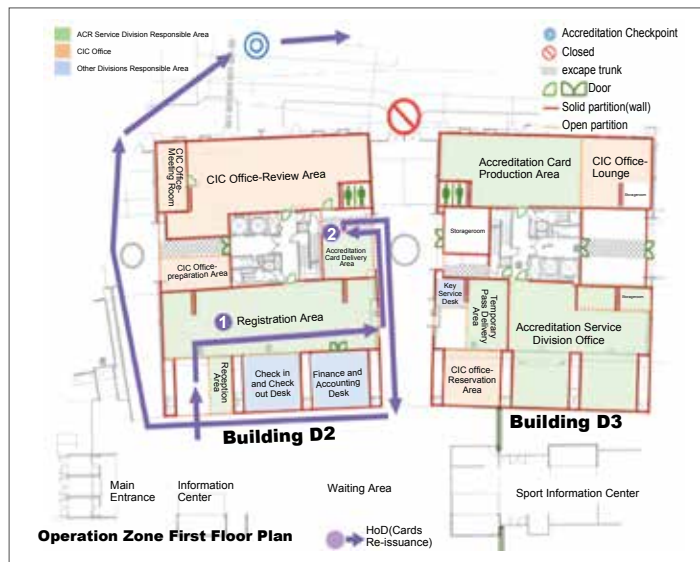 ACR Service Division Responsible Area
CIC Office
Other Divisions Responsible Area
Accreditation Checkpoint
Closed
excape trunk
Door
Solid partition(wall)
Open partition
CIC Office-
Meeting Room
CIC Office-Review Area
2
Accreditation
Card Delivery
Area
CIC Office-
preparation Area
1
Registration Area
Reception
Area
Check in
and Check
out Desk
Finance and
Accounting
Desk
Building D2
Accreditation Card
Production Area
CIC Office-
Lounge
Storageroom
Storageroom
Key
Service
Desk
Temporary
Pass Delivery
Area
Storageroom
Accreditation Service
Division Office
CIC office-
Reservation
Area
Building D3
Main
Entrance
Information
Center
Waiting Area
Sport Information Center
Operation Zone First Floor Plan
HoD(Cards
Re-issuance)